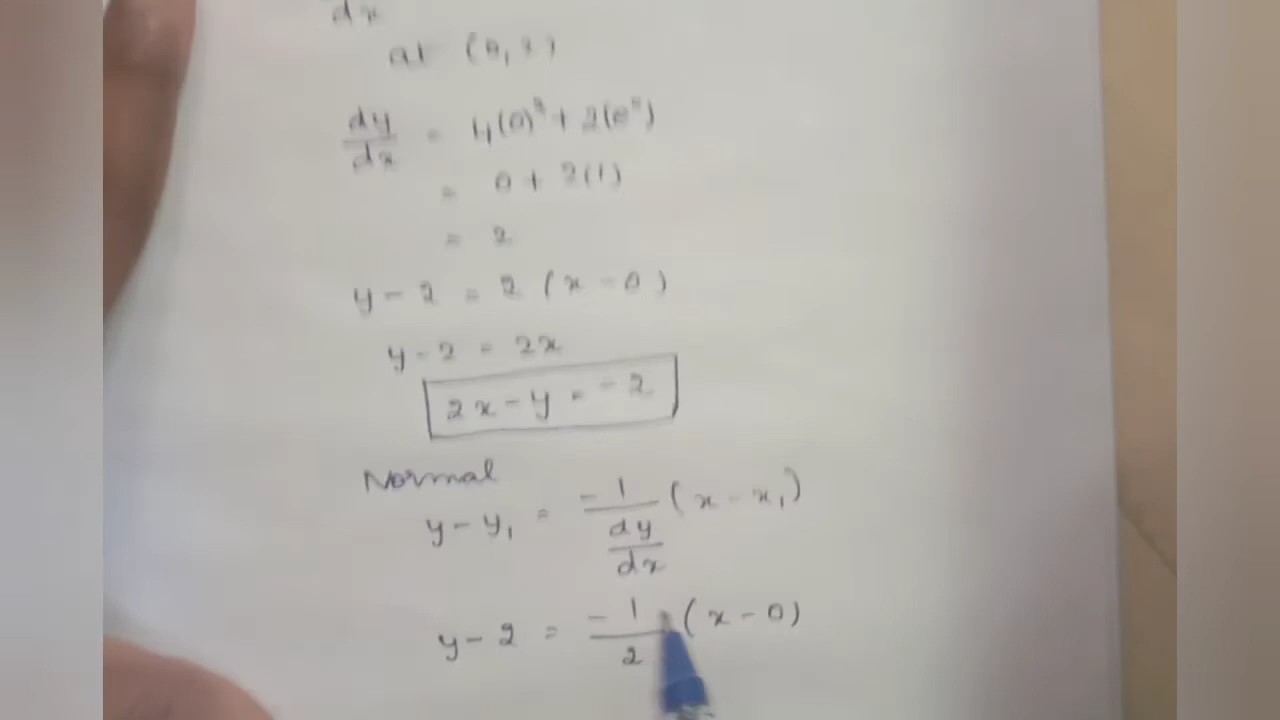 dx
at (0, 2)
dy/dx = 4(0)³ + 2(e⁰)
= 0 + 2(1)
= 2
y - 2 = 2 (x - 0)
y - 2 = 2x
2x - y = -2
Normal
y - y₁ = -1/(dy/dx) (x - x₁)
y - 2 = -1/2 (x - 0)